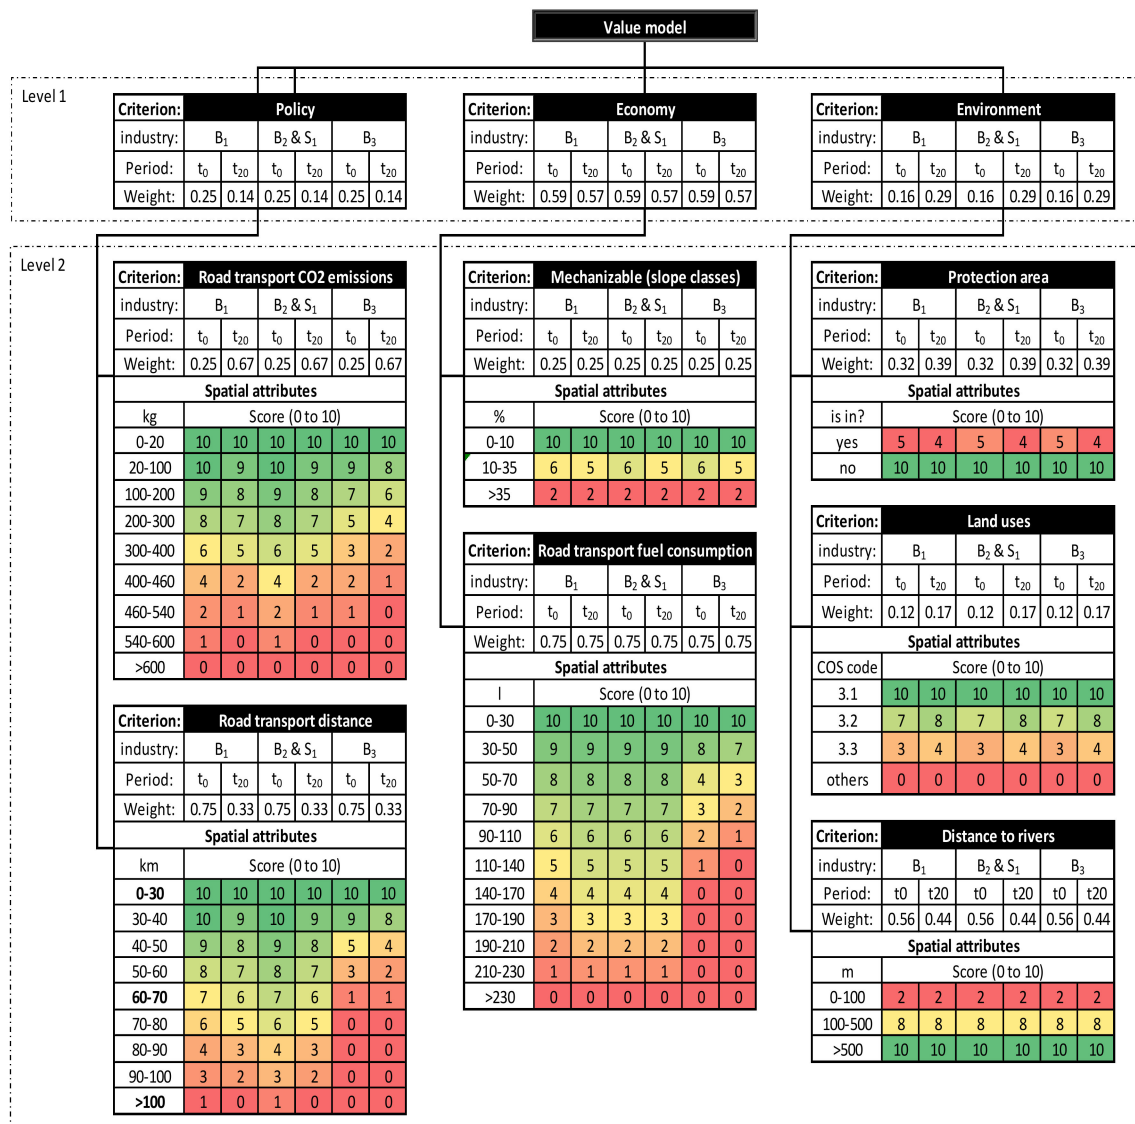 Value model
Level 1
Criterion: Policy
industry: B1 B2 & S1 B3
Period: t0 t20 t0 t20 t0 t20
Weight: 0.25 0.14 0.25 0.14 0.25 0.14
Criterion: Economy
industry: B1 B2 & S1 B3
Period: t0 t20 t0 t20 t0 t20
Weight: 0.59 0.57 0.59 0.57 0.59 0.57
Criterion: Environment
industry: B1 B2 & S1 B3
Period: t0 t20 t0 t20 t0 t20
Weight: 0.16 0.29 0.16 0.29 0.16 0.29
Level 2
Criterion: Road transport CO2 emissions
industry: B1 B2 & S1 B3
Period: t0 t20 t0 t20 t0 t20
Weight: 0.25 0.67 0.25 0.67 0.25 0.67
Spatial attributes
kg Score (0 to 10)
0-20 10 10 10 10 10 10
20-100 10 9 10 9 9 8
100-200 9 8 9 8 7 6
200-300 8 7 8 7 5 4
300-400 6 5 6 5 3 2
400-460 4 2 4 2 2 1
460-540 2 1 2 1 1 0
540-600 1 0 1 0 0 0
>600 0 0 0 0 0 0
Criterion: Road transport distance
industry: B1 B2 & S1 B3
Period: t0 t20 t0 t20 t0 t20
Weight: 0.75 0.33 0.75 0.33 0.75 0.33
Spatial attributes
km Score (0 to 10)
0-30 10 10 10 10 10 10
30-40 10 9 10 9 9 8
40-50 9 8 9 8 5 4
50-60 8 7 8 7 3 2
60-70 7 6 7 6 1 1
70-80 6 5 6 5 0 0
80-90 4 3 4 3 0 0
90-100 3 2 3 2 0 0
>100 1 0 1 0 0 0
Criterion: Mechanizable (slope classes)
industry: B1 B2 & S1 B3
Period: t0 t20 t0 t20 t0 t20
Weight: 0.25 0.25 0.25 0.25 0.25 0.25
Spatial attributes
% Score (0 to 10)
0-10 10 10 10 10 10 10
10-35 6 5 6 5 6 5
>35 2 2 2 2 2 2
Criterion: Road transport fuel consumption
industry: B1 B2 & S1 B3
Period: t0 t20 t0 t20 t0 t20
Weight: 0.75 0.75 0.75 0.75 0.75 0.75
Spatial attributes
l Score (0 to 10)
0-30 10 10 10 10 10 10
30-50 9 9 9 9 8 7
50-70 8 8 8 8 4 3
70-90 7 7 7 7 3 2
90-110 6 6 6 6 2 1
110-140 5 5 5 5 1 0
140-170 4 4 4 4 0 0
170-190 3 3 3 3 0 0
190-210 2 2 2 2 0 0
210-230 1 1 1 1 0 0
>230 0 0 0 0 0 0
Criterion: Protection area
industry: B1 B2 & S1 B3
Period: t0 t20 t0 t20 t0 t20
Weight: 0.32 0.39 0.32 0.39 0.32 0.39
Spatial attributes
is in? Score (0 to 10)
yes 5 4 5 4 5 4
no 10 10 10 10 10 10
Criterion: Land uses
industry: B1 B2 & S1 B3
Period: t0 t20 t0 t20 t0 t20
Weight: 0.12 0.17 0.12 0.17 0.12 0.17
Spatial attributes
COS code Score (0 to 10)
3.1 10 10 10 10 10 10
3.2 7 8 7 8 7 8
3.3 3 4 3 4 3 4
others 0 0 0 0 0 0
Criterion: Distance to rivers
industry: B1 B2 & S1 B3
Period: t0 t20 t0 t20 t0 t20
Weight: 0.56 0.44 0.56 0.44 0.56 0.44
Spatial attributes
m Score (0 to 10)
0-100 2 2 2 2 2 2
100-500 8 8 8 8 8 8
>500 10 10 10 10 10 10